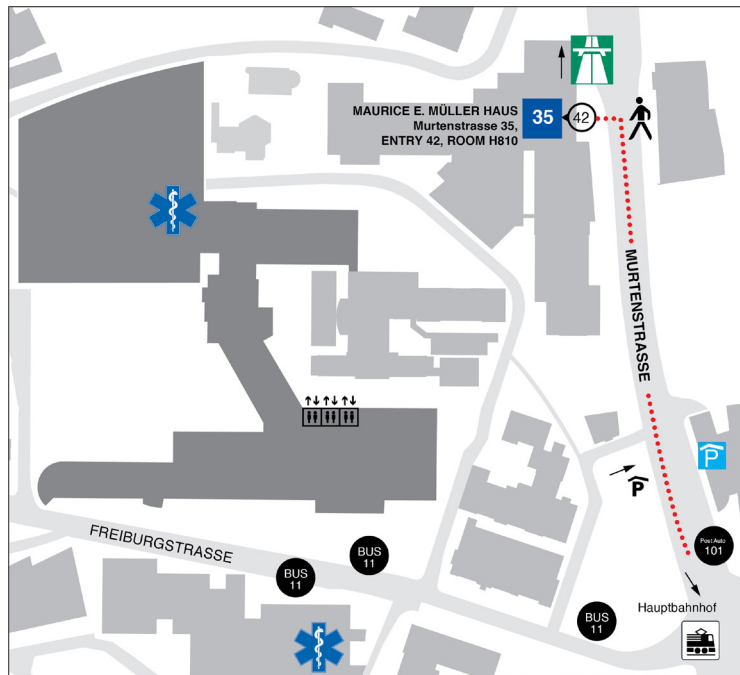 MAURICE E. MÜLLER HAUS
Murtenstrasse 35,
ENTRY 42, ROOM H810
35
42
MURTENSTRASSE
P
P
FREIBURGSTRASSE
BUS
11
BUS
11
BUS
11
Post Auto
101
Hauptbahnhof